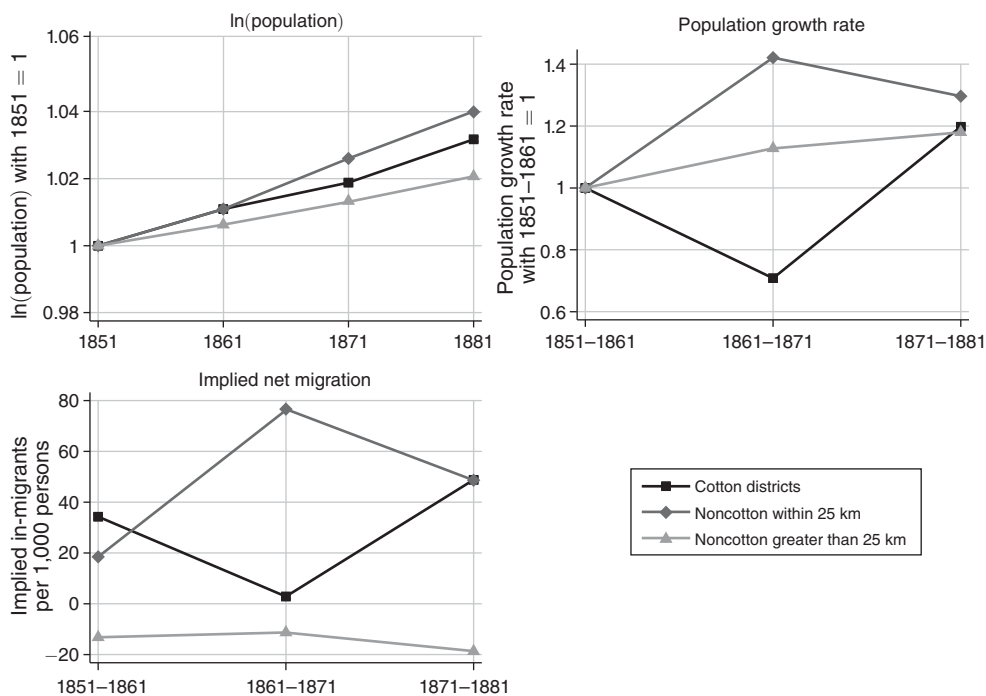 ln(population)
ln(population) with 1851 = 1
1.06
1.04
1.02
1
0.98
1851
1861
1871
1881
Population growth rate
Population growth rate
with 1851–1861 = 1
1.4
1.2
1
0.8
0.6
1851–1861
1861–1871
1871–1881
Implied net migration
Implied in-migrants
per 1,000 persons
80
60
40
20
0
−20
1851–1861
1861–1871
1871–1881
Cotton districts
Noncotton within 25 km
Noncotton greater than 25 km